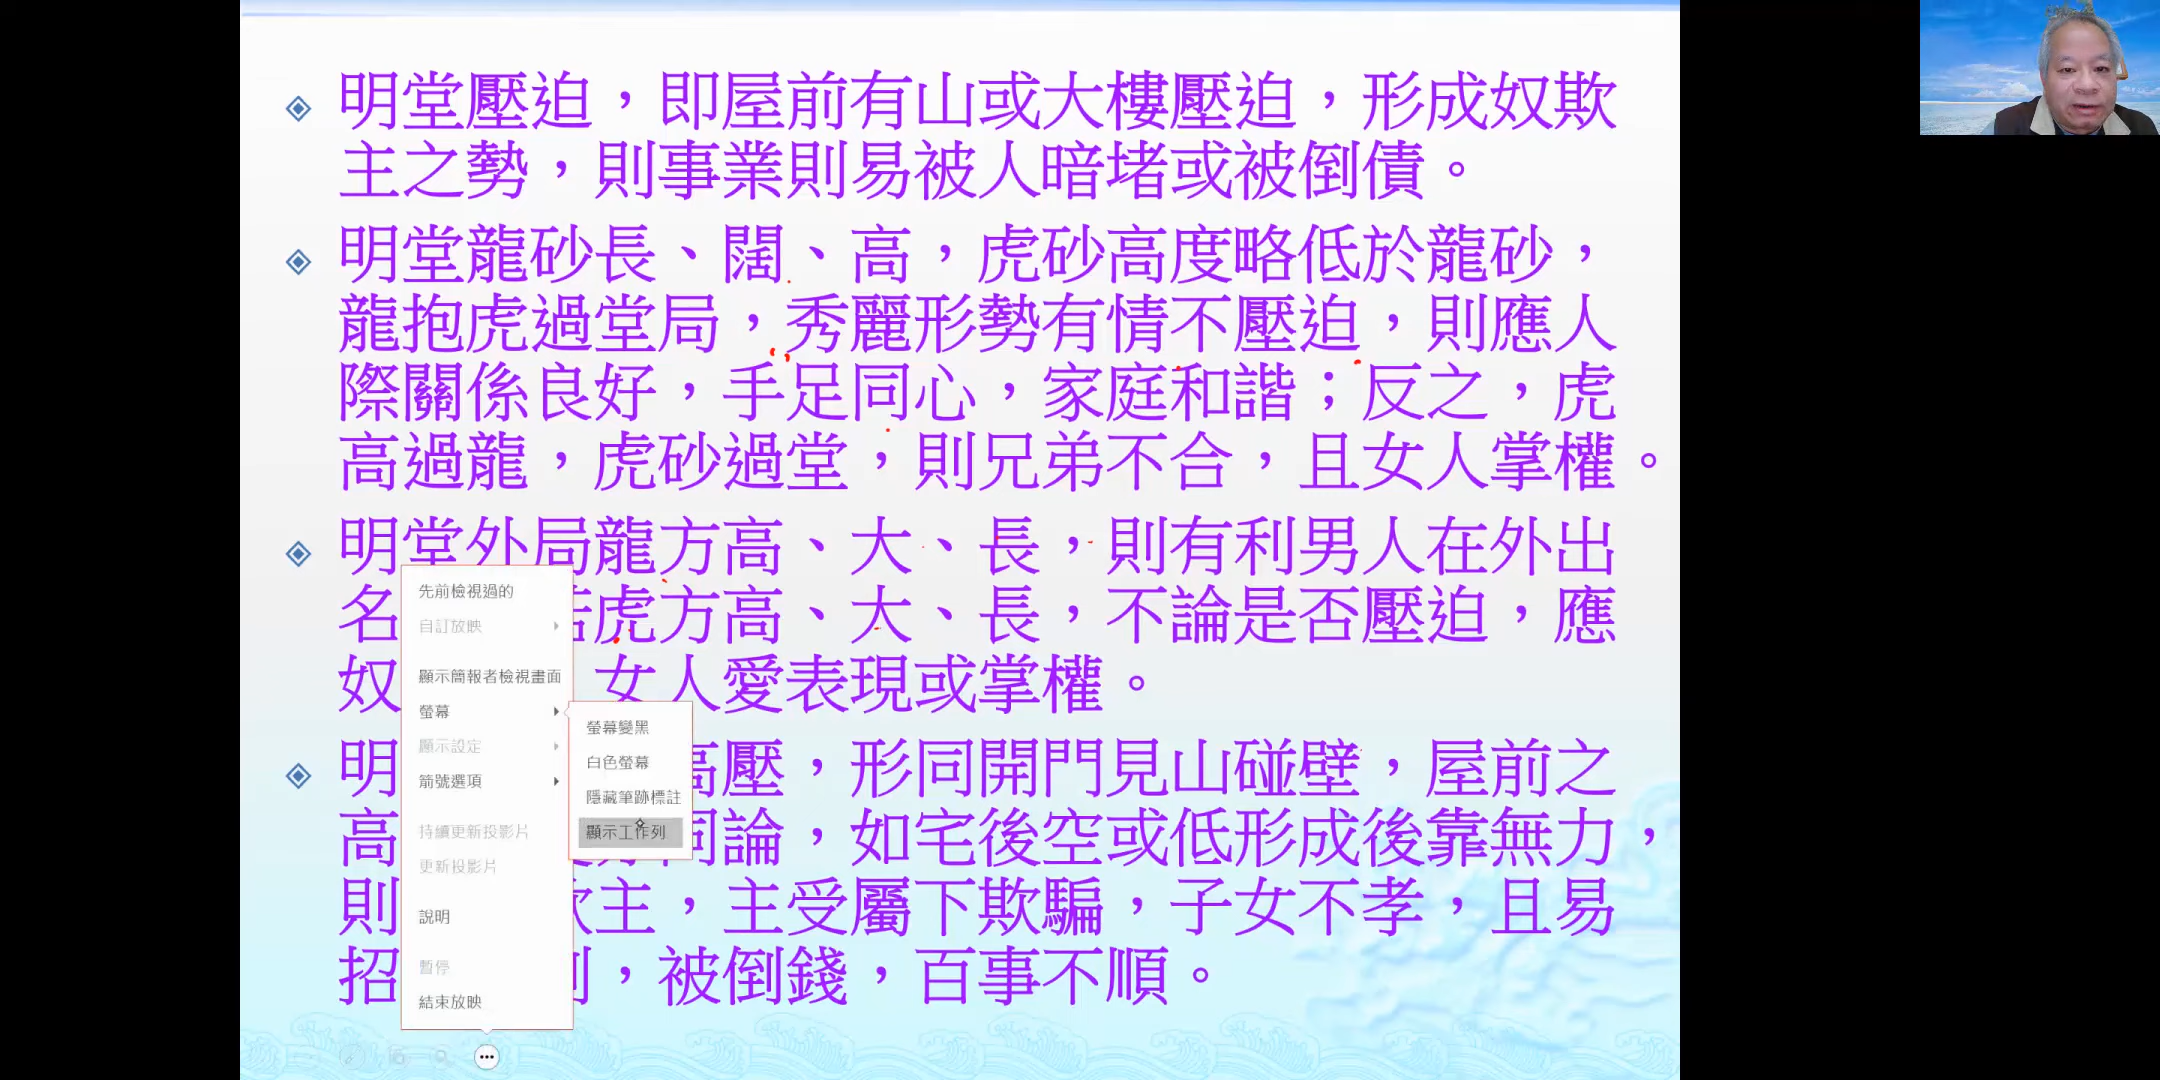 明堂壓迫，即屋前有山或大樓壓迫，形成奴欺
主之勢，則事業則易被人暗堵或被倒債。
明堂龍砂長、闊、高，虎砂高度略低於龍砂，
龍抱虎過堂局，秀麗形勢有情不壓迫，則應人
際關係良好，手足同心，家庭和諧；反之，虎
高過龍，虎砂過堂，則兄弟不合，且女人掌權。
明堂外局龍方高、大、長，則有利男人在外出
名 虎方高、大、長，不論是否壓迫，應
奴 女人愛表現或掌權。
明 高壓，形同開門見山碰壁，屋前之
高 同論，如宅後空或低形成後靠無力，
則 欺主，主受屬下欺騙，子女不孝，且易
招 ，被倒錢，百事不順。
先前檢視過的
自訂放映
顯示簡報者檢視畫面
螢幕
顯示設定
箭號選項
持續更新投影片
更新投影片
說明
暫停
結束放映
螢幕變黑
白色螢幕
隱藏筆跡標註
顯示工作列